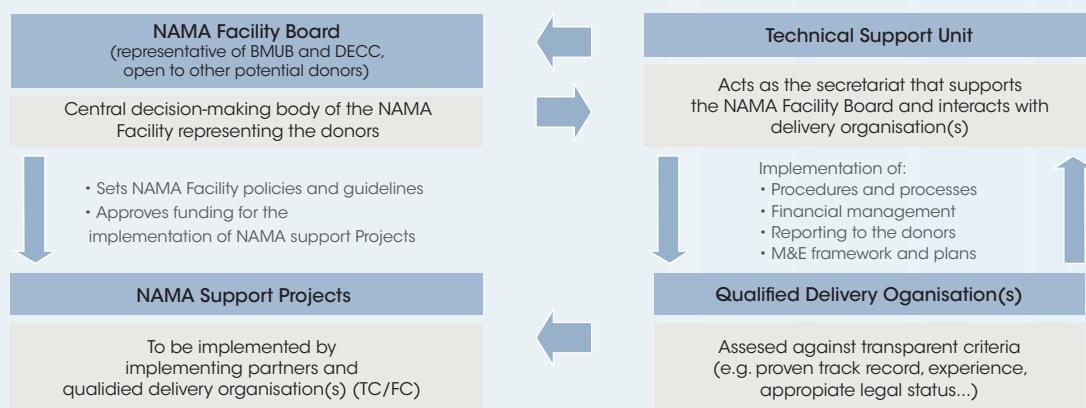 NAMA Facility Board
(representative of BMUB and DECC,
open to other potential donors)
Central decision-making body of the NAMA
Facility representing the donors
Technical Support Unit
Acts as the secretariat that supports
the NAMA Facility Board and interacts with
delivery organisation(s)
• Sets NAMA Facility policies and guidelines
• Approves funding for the
implementation of NAMA support Projects
Implementation of:
• Procedures and processes
• Financial management
• Reporting to the donors
• M&E framework and plans
NAMA Support Projects
To be implemented by
implementing partners and
qualidied delivery organisation(s) (TC/FC)
Qualified Delivery Oganisation(s)
Assesed against transparent criteria
(e.g. proven track record, experience,
appropiate legal status...)